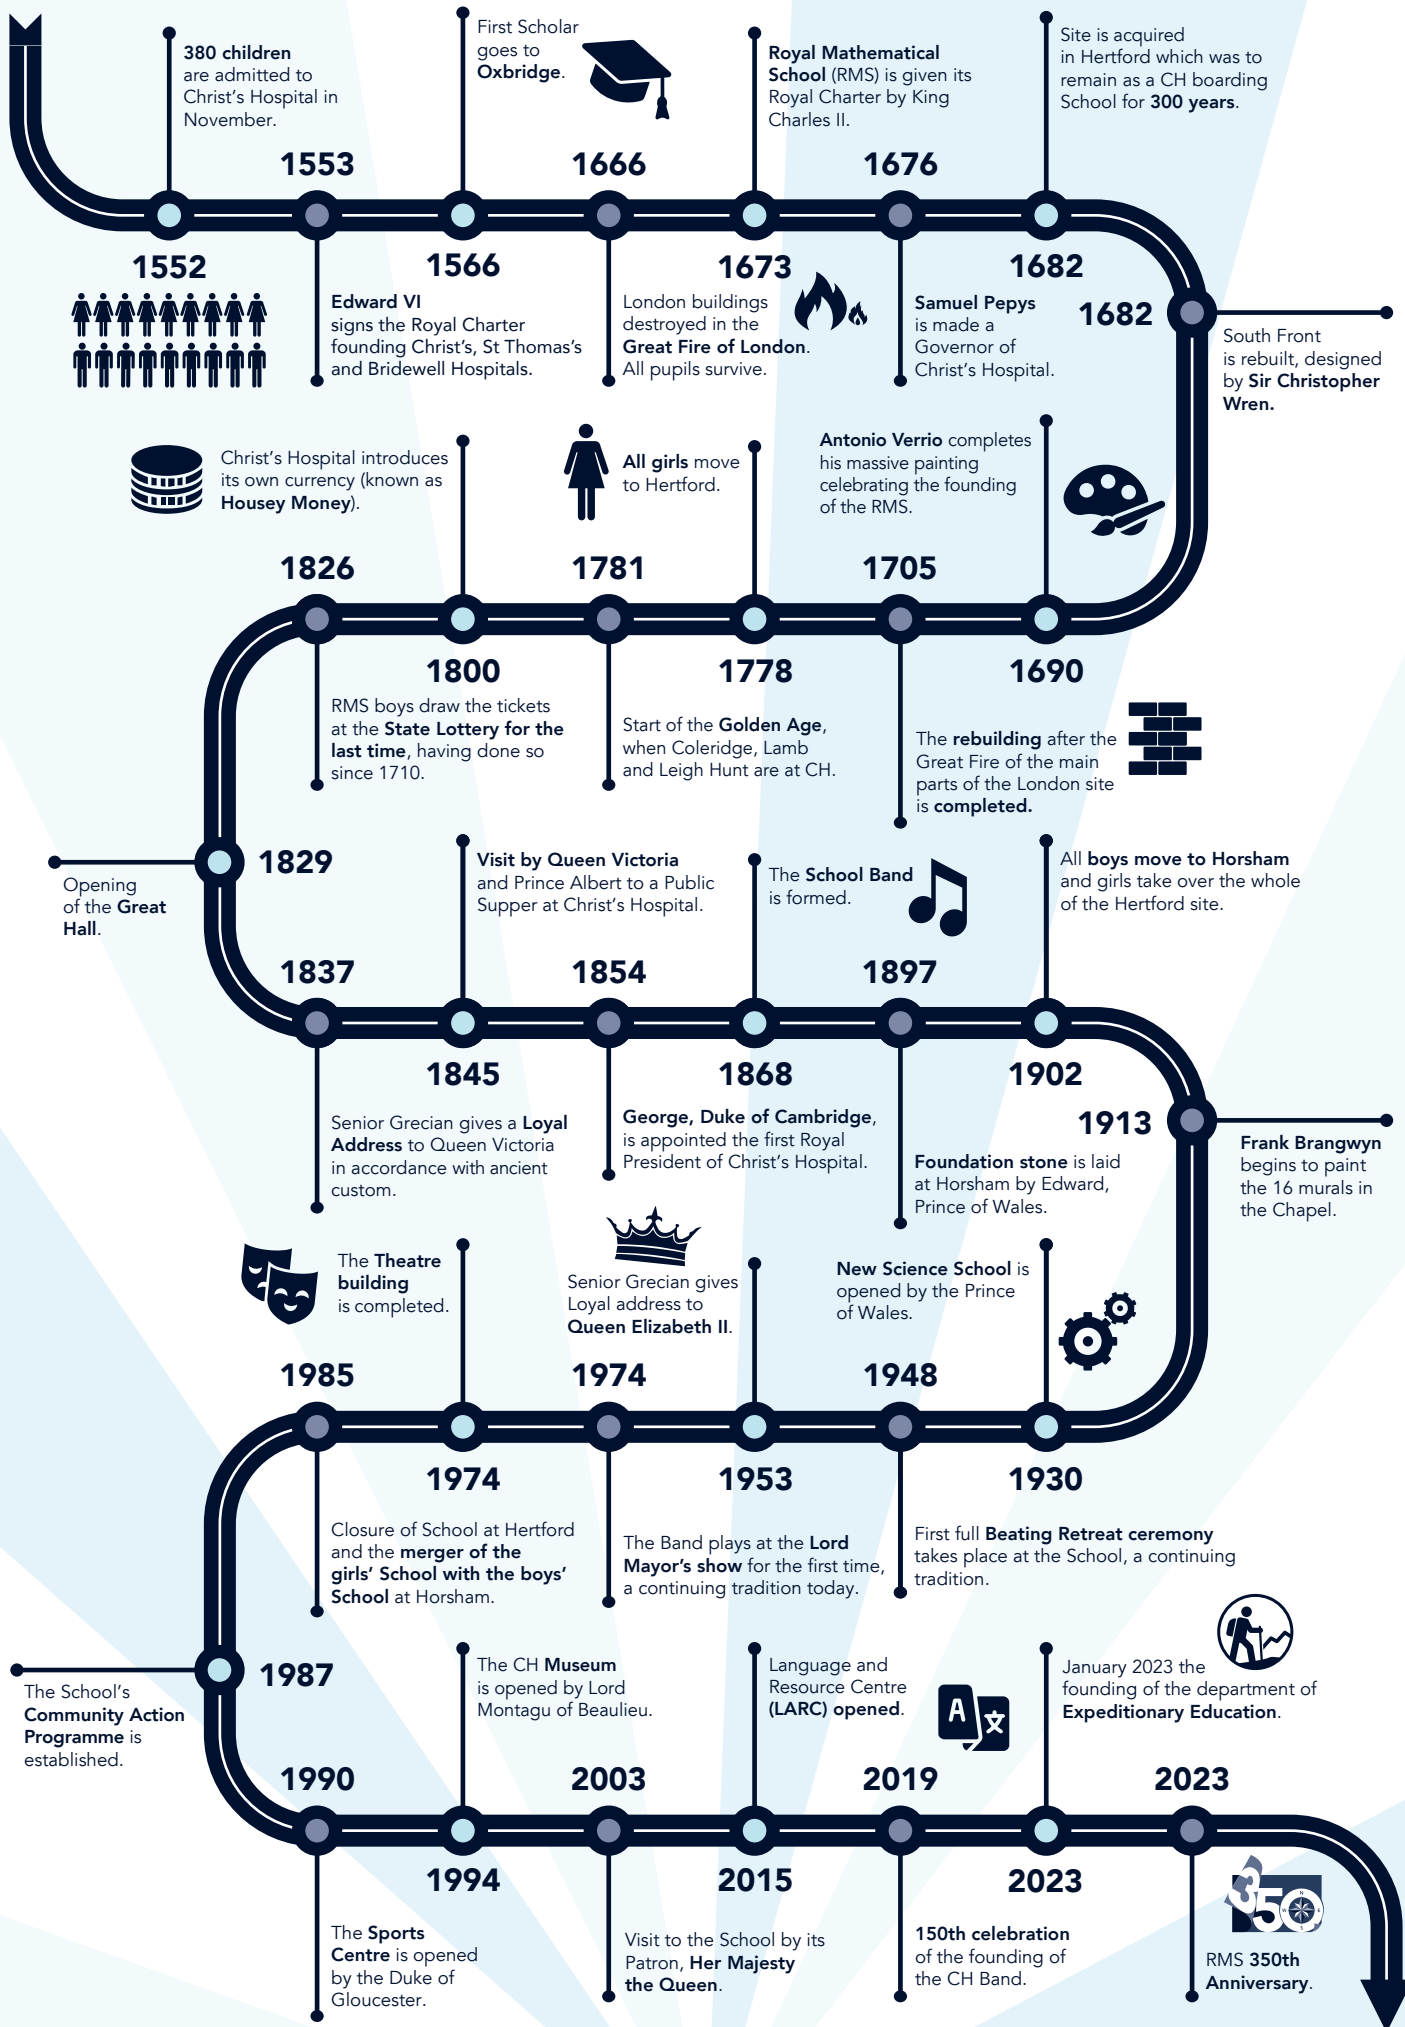 380 children
are admitted to
Christ's Hospital in
November.
1552
1553
Edward VI
signs the Royal Charter
founding Christ's, St Thomas's
and Bridewell Hospitals.
First Scholar
goes to
Oxbridge.
1566
1666
London buildings
destroyed in the
Great Fire of London.
All pupils survive.
Royal Mathematical
School (RMS) is given its
Royal Charter by King
Charles II.
1673
1676
Samuel Pepys
is made a
Governor of
Christ's Hospital.
Site is acquired
in Hertford which was to
remain as a CH boarding
School for 300 years.
1682
1682
South Front
is rebuilt, designed
by Sir Christopher
Wren.
Antonio Verrio completes
his massive painting
celebrating the founding
of the RMS.
1690
1705
The rebuilding after the
Great Fire of the main
parts of the London site
is completed.
All girls move
to Hertford.
1778
1781
Start of the Golden Age,
when Coleridge, Lamb
and Leigh Hunt are at CH.
Christ's Hospital introduces
its own currency (known as
Housey Money).
1800
1826
RMS boys draw the tickets
at the State Lottery for the
last time, having done so
since 1710.
1829
Opening
of the Great
Hall.
1837
Senior Grecian gives a Loyal
Address to Queen Victoria
in accordance with ancient
custom.
Visit by Queen Victoria
and Prince Albert to a Public
Supper at Christ's Hospital.
1845
1854
George, Duke of Cambridge,
is appointed the first Royal
President of Christ's Hospital.
The School Band
is formed.
1868
1897
Foundation stone is laid
at Horsham by Edward,
Prince of Wales.
All boys move to Horsham
and girls take over the whole
of the Hertford site.
1902
1913
Frank Brangwyn
begins to paint
the 16 murals in
the Chapel.
New Science School is
opened by the Prince
of Wales.
1930
1948
First full Beating Retreat ceremony
takes place at the School, a continuing
tradition.
Senior Grecian gives
Loyal address to
Queen Elizabeth II.
1953
1974
The Band plays at the Lord
Mayor's show for the first time,
a continuing tradition today.
The Theatre
building
is completed.
1974
1985
Closure of School at Hertford
and the merger of the
girls' School with the boys'
School at Horsham.
1987
The School's
Community Action
Programme is
established.
1990
The Sports
Centre is opened
by the Duke of
Gloucester.
The CH Museum
is opened by Lord
Montagu of Beaulieu.
1994
2003
Visit to the School by its
Patron, Her Majesty
the Queen.
Language and
Resource Centre
(LARC) opened.
A 文
2015
2019
150th celebration
of the founding of
the CH Band.
January 2023 the
founding of the department of
Expeditionary Education.
2023
2023
350
N
W E
S
RMS 350th
Anniversary.